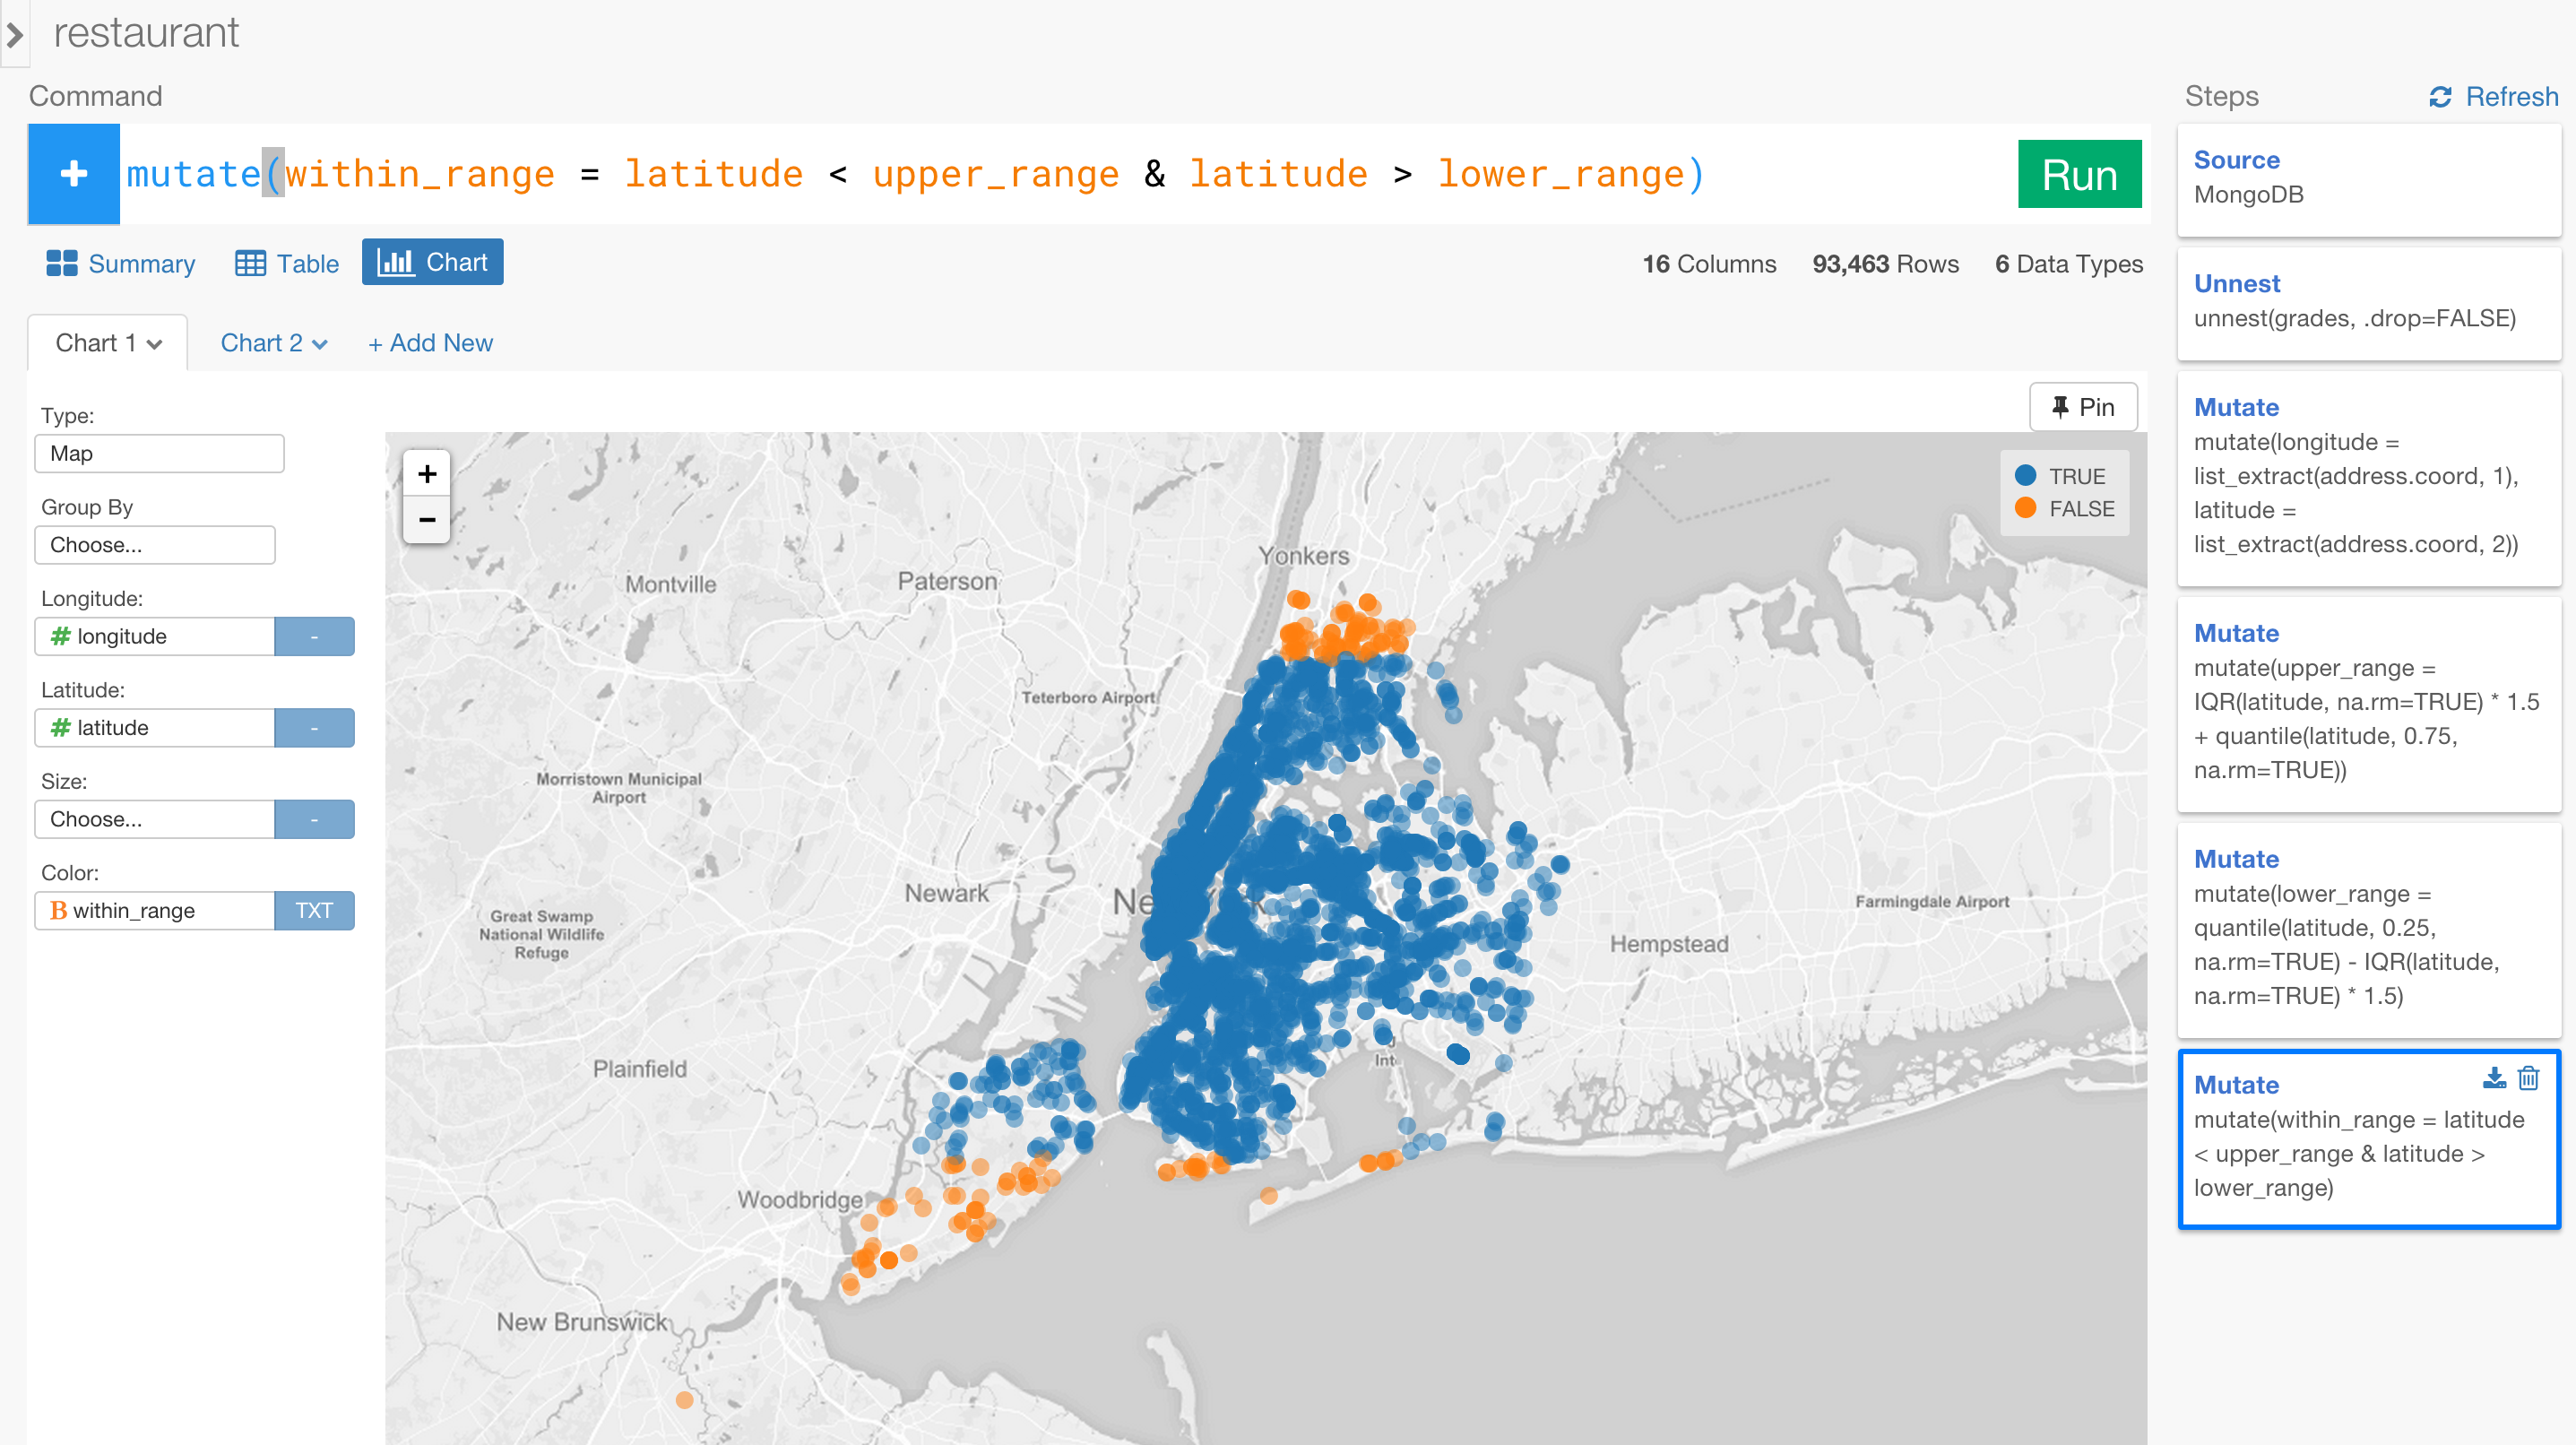 restaurant
Command
Steps
Refresh
+
mutate(within_range = latitude < upper_range & latitude > lower_range)
Run
Summary
Table
Chart
16 Columns
93,463 Rows
6 Data Types
Chart 1
Chart 2
+ Add New
Pin
Type:
Map
Group By
Choose...
Longitude:
# longitude
-
Latitude:
# latitude
-
Size:
Choose...
-
Color:
B within_range
TXT
+
−
TRUE
FALSE
Yonkers
Montville
Paterson
Teterboro Airport
Morristown Municipal
Airport
Newark
Great Swamp
National Wildlife
Refuge
Farmingdale Airport
Hempstead
Int
Plainfield
Woodbridge
New Brunswick
Source
MongoDB
Unnest
unnest(grades, .drop=FALSE)
Mutate
mutate(longitude =
list_extract(address.coord, 1),
latitude =
list_extract(address.coord, 2))
Mutate
mutate(upper_range =
IQR(latitude, na.rm=TRUE) * 1.5
+ quantile(latitude, 0.75,
na.rm=TRUE))
Mutate
mutate(lower_range =
quantile(latitude, 0.25,
na.rm=TRUE) - IQR(latitude,
na.rm=TRUE) * 1.5)
Mutate
mutate(within_range = latitude
< upper_range & latitude >
lower_range)